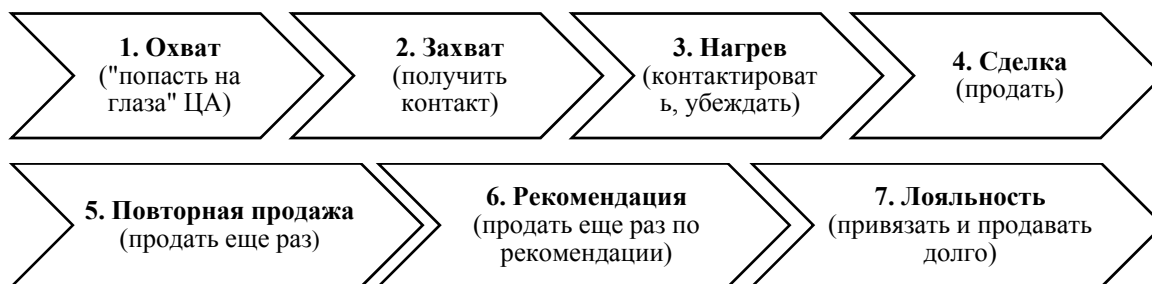 1. Охват
("попасть на
глаза" ЦА)
2. Захват
(получить
контакт)
3. Нагрев
(контактироват
ь, убеждать)
4. Сделка
(продать)
5. Повторная продажа
(продать еще раз)
6. Рекомендация
(продать еще раз по
рекомендации)
7. Лояльность
(привязать и продавать
долго)